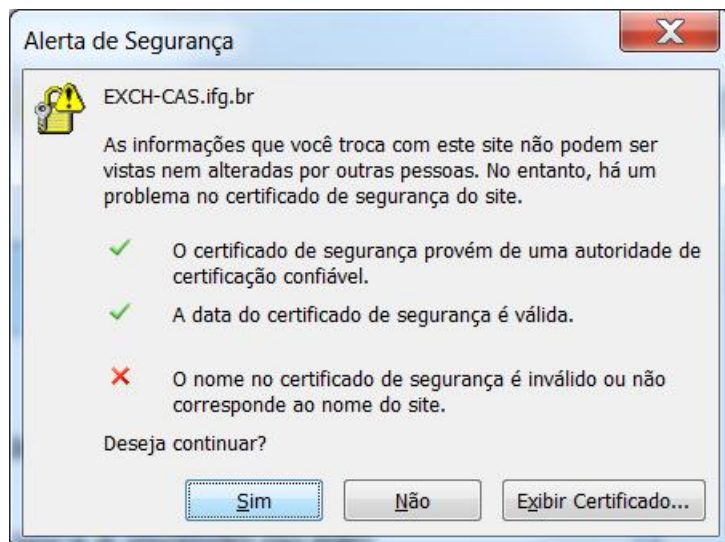 Alerta de Segurança
EXCH-CAS.ifg.br
As informações que você troca com este site não podem ser
vistas nem alteradas por outras pessoas. No entanto, há um
problema no certificado de segurança do site.
O certificado de segurança provém de uma autoridade de
certificação confiável.
A data do certificado de segurança é válida.
O nome no certificado de segurança é inválido ou não
corresponde ao nome do site.
Deseja continuar?
Sim Não Exibir Certificado...